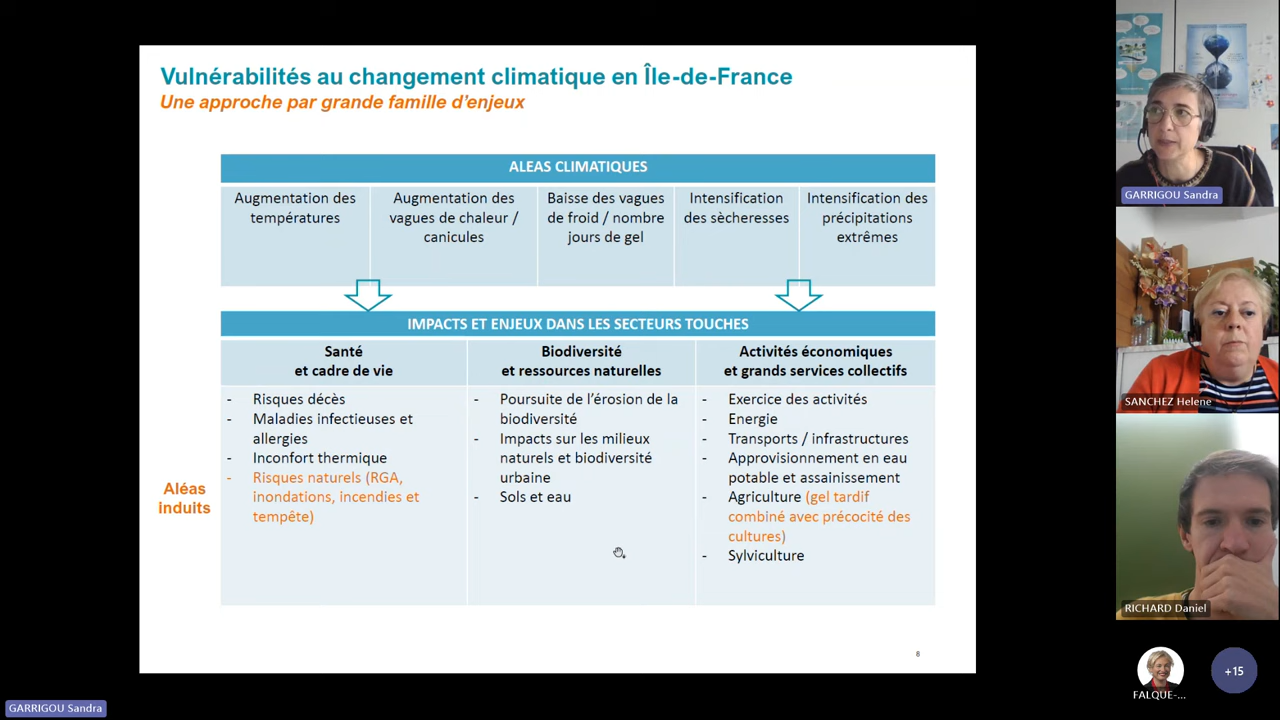 Vulnérabilités au changement climatique en Île-de-France
Une approche par grande famille d'enjeux
ALEAS CLIMATIQUES
Augmentation des
températures
Augmentation des
vagues de chaleur /
canicules
Baisse des vagues
de froid / nombre
jours de gel
Intensification
des sècheresses
Intensification des
précipitations
extrêmes
IMPACTS ET ENJEUX DANS LES SECTEURS TOUCHES
Santé
et cadre de vie
Biodiversité
et ressources naturelles
Activités économiques
et grands services collectifs
Aléas
induits
- Risques décès
- Maladies infectieuses et
allergies
- Inconfort thermique
- Risques naturels (RGA,
inondations, incendies et
tempête)
- Poursuite de l'érosion de la
biodiversité
- Impacts sur les milieux
naturels et biodiversité
urbaine
- Sols et eau
- Exercice des activités
- Energie
- Transports / infrastructures
- Approvisionnement en eau
potable et assainissement
- Agriculture (gel tardif
combiné avec précocité des
cultures)
- Sylviculture
8
GARRIGOU Sandra
SANCHEZ Helene
RICHARD Daniel
FALQUE-...
+15
GARRIGOU Sandra